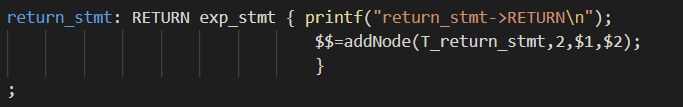 return_stmt: RETURN exp_stmt { printf("return_stmt->RETURN\n");
$$=addNode(T_return_stmt,2,$1,$2);
}
;